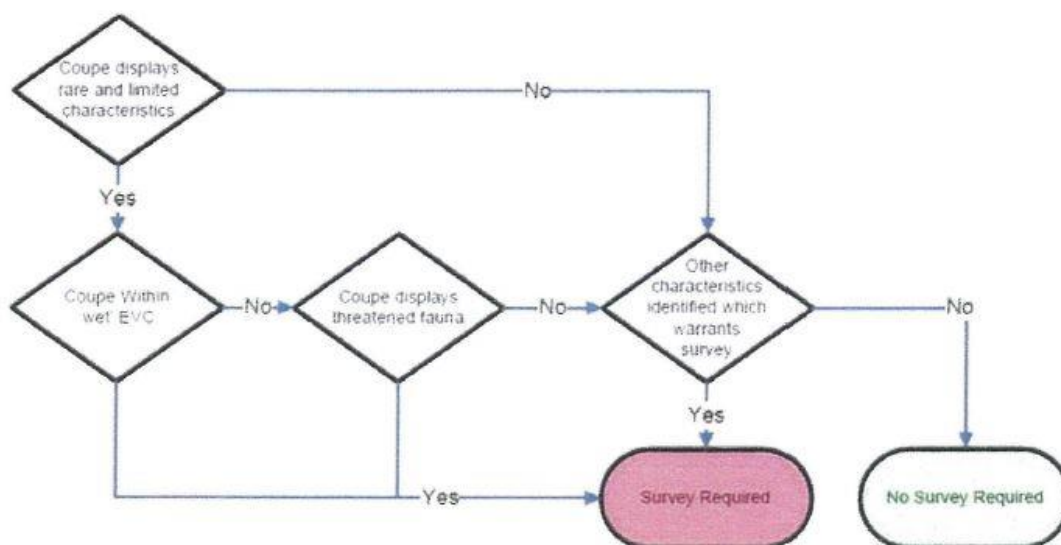 Coupe displays
rare and limited
characteristics
No
Yes
Coupe Within
wet' EVC
No
Coupe displays
threatened fauna
No
Other
characteristics
identified which
warrants
survey
No
Yes
Yes
Survey Required
No Survey Required